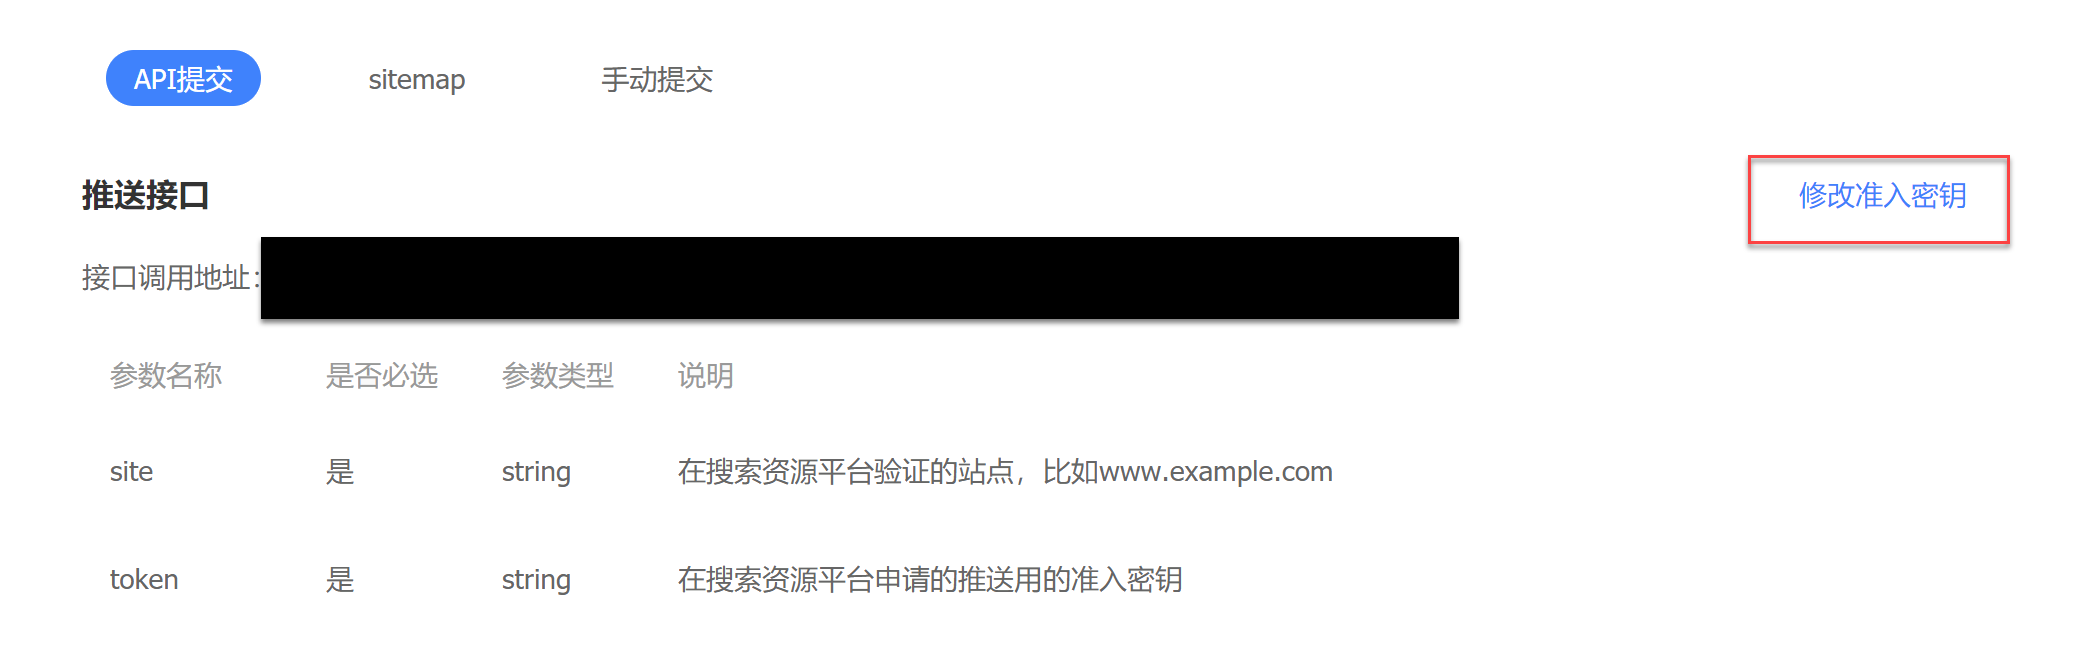 API提交 sitemap 手动提交
推送接口 修改准入密钥
接口调用地址:
参数名称 是否必选 参数类型 说明
site 是 string 在搜索资源平台验证的站点，比如www.example.com
token 是 string 在搜索资源平台申请的推送用的准入密钥